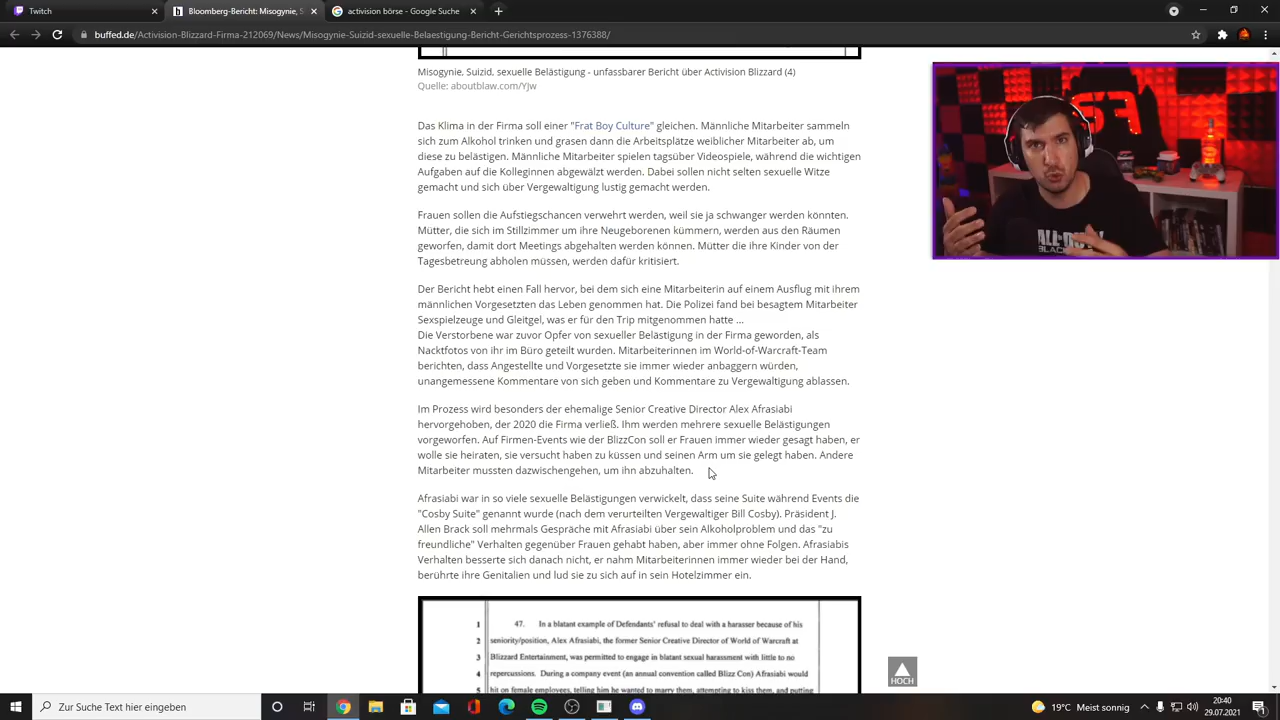 Twitch
Bloomberg-Bericht Misogynie, S
activision börse - Google Suche
buffed.de/Activision-Blizzard-Firma-212069/News/Misogynie-Suizid-sexuelle-Belaestigung-Bericht-Gerichtsprozess-1376388/
Misogynie, Suizid, sexuelle Belästigung - unfassbarer Bericht über Activision Blizzard (4)
Quelle: aboutblaw.com/YJw
Das Klima in der Firma soll einer "Frat Boy Culture" gleichen. Männliche Mitarbeiter sammeln
sich zum Alkohol trinken und grasen dann die Arbeitsplätze weiblicher Mitarbeiter ab, um
diese zu belästigen. Männliche Mitarbeiter spielen tagsüber Videospiele, während die wichtigen
Aufgaben auf die Kolleginnen abgewälzt werden. Dabei sollen nicht selten sexuelle Witze
gemacht und sich über Vergewaltigung lustig gemacht werden.
Frauen sollen die Aufstiegschancen verwehrt werden, weil sie ja schwanger werden könnten.
Mütter, die sich im Stillzimmer um ihre Neugeborenen kümmern, werden aus den Räumen
geworfen, damit dort Meetings abgehalten werden können. Mütter die ihre Kinder von der
Tagesbetreung abholen müssen, werden dafür kritisiert.
Der Bericht hebt einen Fall hervor, bei dem sich eine Mitarbeiterin auf einem Ausflug mit ihrem
männlichen Vorgesetzten das Leben genommen hat. Die Polizei fand bei besagtem Mitarbeiter
Sexspielzeuge und Gleitgel, was er für den Trip mitgenommen hatte ...
Die Verstorbene war zuvor Opfer von sexueller Belästigung in der Firma geworden, als
Nacktfotos von ihr im Büro geteilt wurden. Mitarbeiterinnen im World-of-Warcraft-Team
berichten, dass Angestellte und Vorgesetzte sie immer wieder anbaggern würden,
unangemessene Kommentare von sich geben und Kommentare zu Vergewaltigung ablassen.
Im Prozess wird besonders der ehemalige Senior Creative Director Alex Afrasiabi
hervorgehoben, der 2020 die Firma verließ. Ihm werden mehrere sexuelle Belästigungen
vorgeworfen. Auf Firmen-Events wie der BlizzCon soll er Frauen immer wieder gesagt haben, er
wolle sie heiraten, sie versucht haben zu küssen und seinen Arm um sie gelegt haben. Andere
Mitarbeiter mussten dazwischengehen, um ihn abzuhalten.
Afrasiabi war in so viele sexuelle Belästigungen verwickelt, dass seine Suite während Events die
"Cosby Suite" genannt wurde (nach dem verurteilten Vergewaltiger Bill Cosby). Präsident J.
Allen Brack soll mehrmals Gespräche mit Afrasiabi über sein Alkoholproblem und das "zu
freundliche" Verhalten gegenüber Frauen gehabt haben, aber immer ohne Folgen. Afrasiabis
Verhalten besserte sich danach nicht, er nahm Mitarbeiterinnen immer wieder bei der Hand,
berührte ihre Genitalien und lud sie zu sich auf in sein Hotelzimmer ein.
1 47. In a blatant example of Defendants' refusal to deal with a harasser because of his
2 seniority/position, Alex Afrasiabi, the former Senior Creative Director of World of Warcraft at
3 Blizzard Entertainment, was permitted to engage in blatant sexual harassment with little to no
4 repercussions. During a company event (an annual convention called Blizz Con) Afrasiabi would
5 hit on female employees, telling him he wanted to marry them, attempting to kiss them, and putting
HOCH
Zur Suche Text hier eingeben
19°C Meist sonnig
20:40
29.07.2021